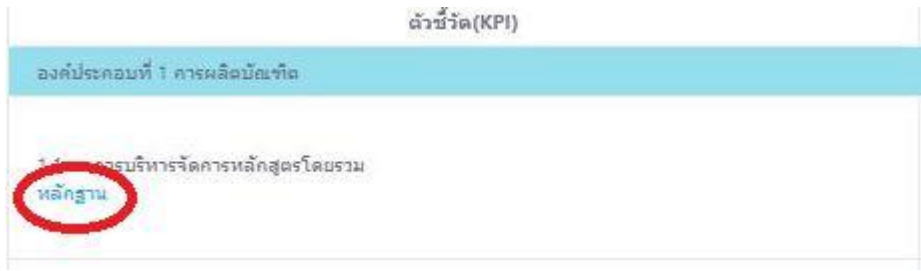 ตัวชี้วัด(KPI)
องค์ประกอบที่ 1 การผลิตบัณฑิต
1.1 การบริหารจัดการหลักสูตรโดยรวม
หลักฐาน